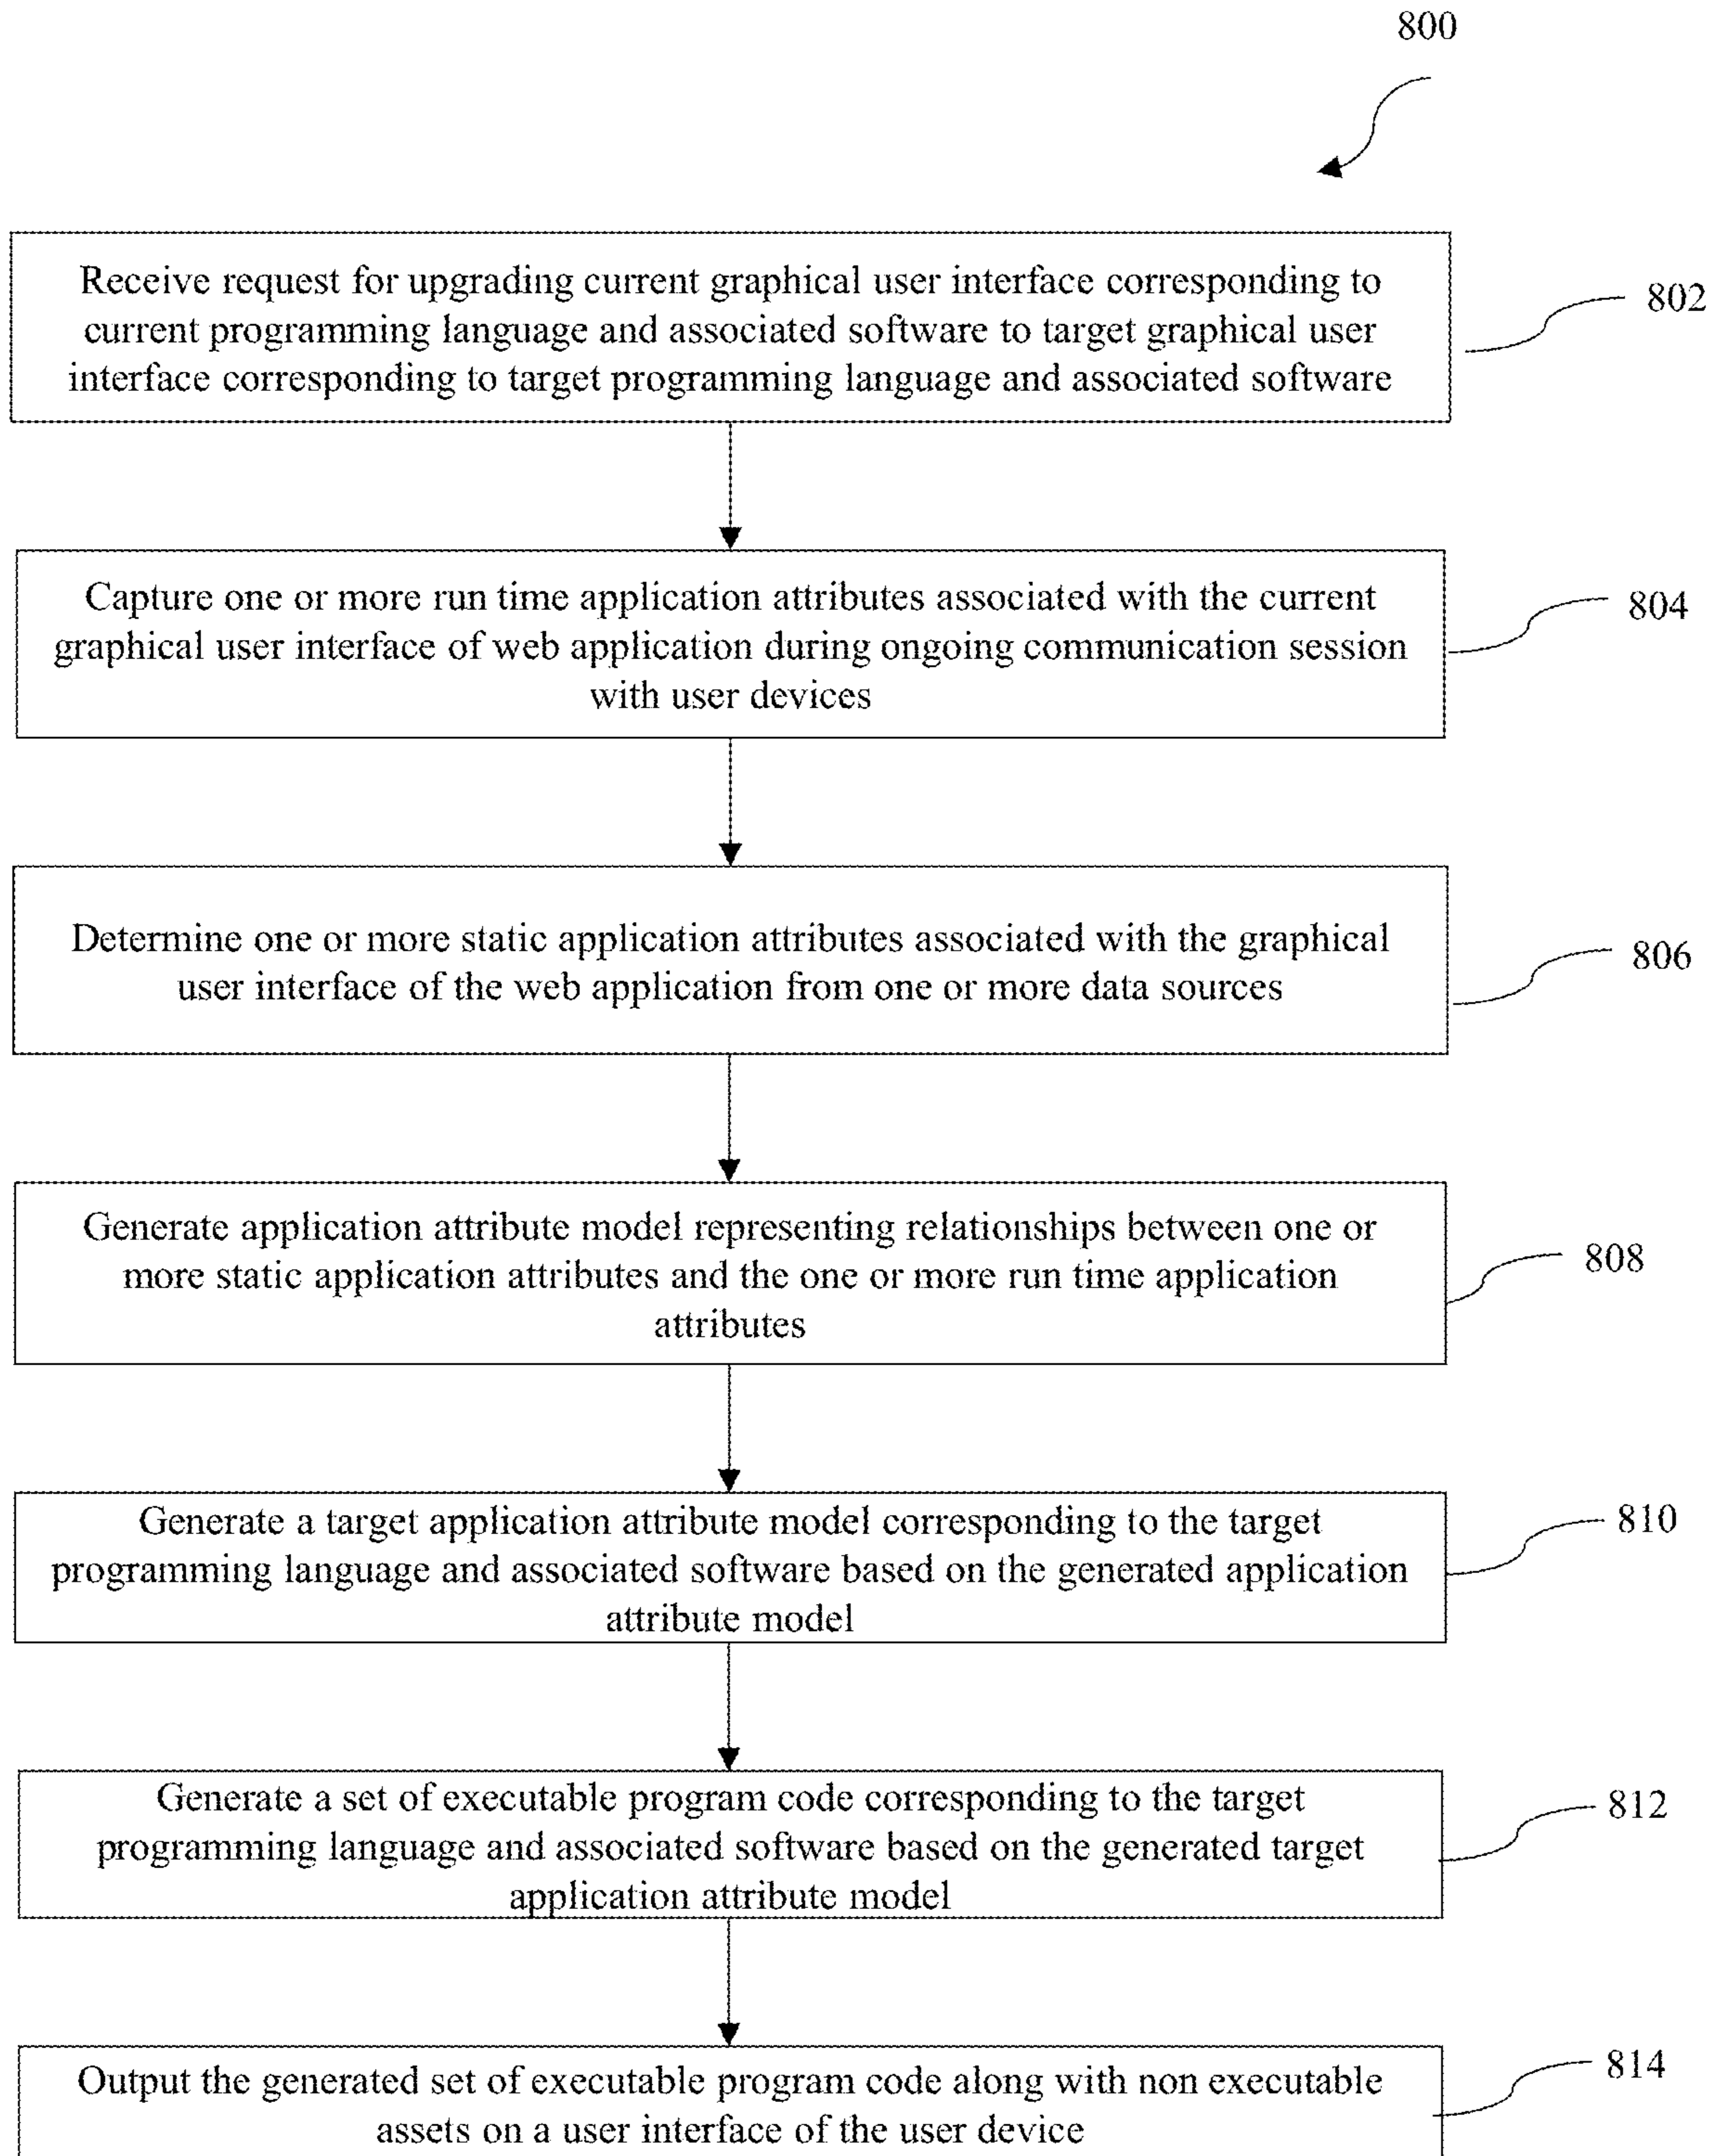 800
Receive request for upgrading current graphical user interface corresponding to
current programming language and associated software to target graphical user
interface corresponding to target programming language and associated software
802
Capture one or more run time application attributes associated with the current
graphical user interface of web application during ongoing communication session
with user devices
804
Determine one or more static application attributes associated with the graphical
user interface of the web application from one or more data sources
806
Generate application attribute model representing relationships between one or
more static application attributes and the one or more run time application
attributes
808
Generate a target application attribute model corresponding to the target
programming language and associated software based on the generated application
attribute model
810
Generate a set of executable program code corresponding to the target
programming language and associated software based on the generated target
application attribute model
812
Output the generated set of executable program code along with non executable
assets on a user interface of the user device
814